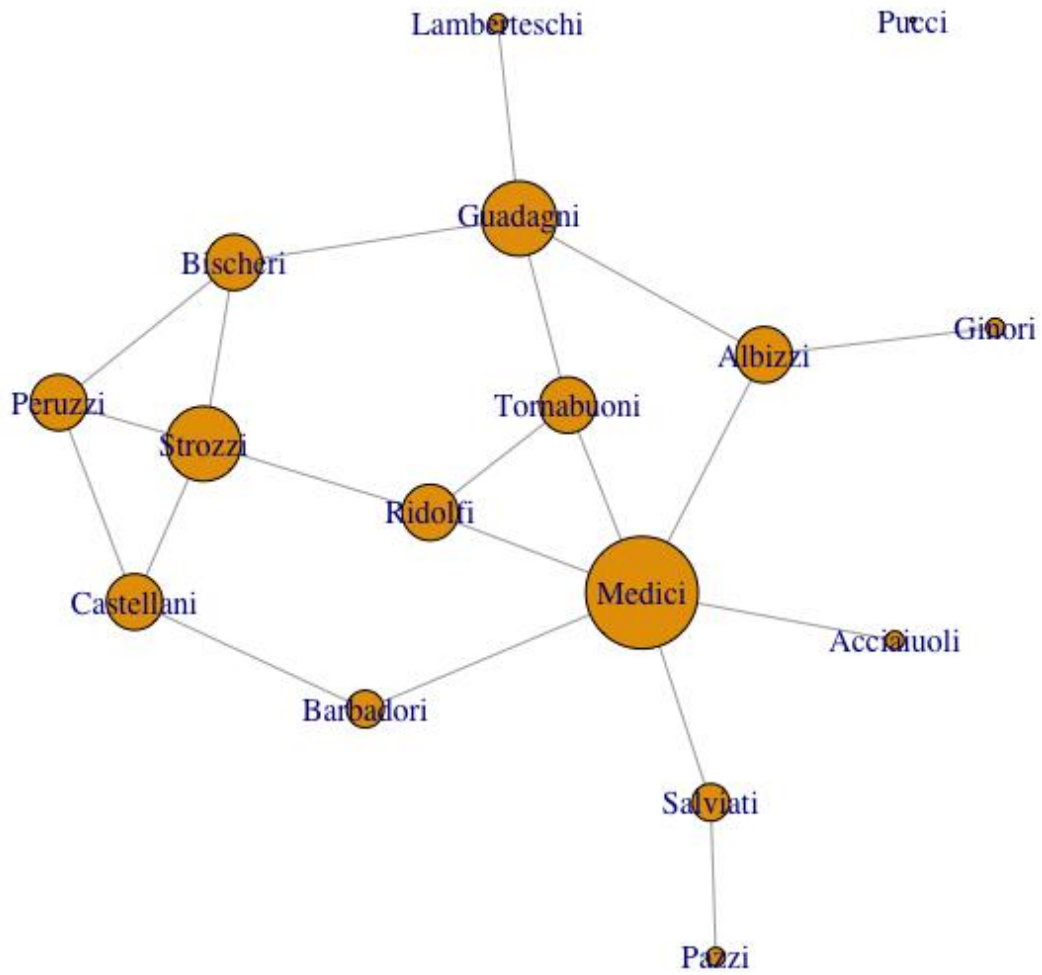 Lamberteschi
Pucci
Guadagni
Bischeri
Ginori
Albizzi
Peruzzi
Tornabuoni
Strozzi
Ridolfi
Medici
Castellani
Acciaiuoli
Barbadori
Salviati
Pazzi